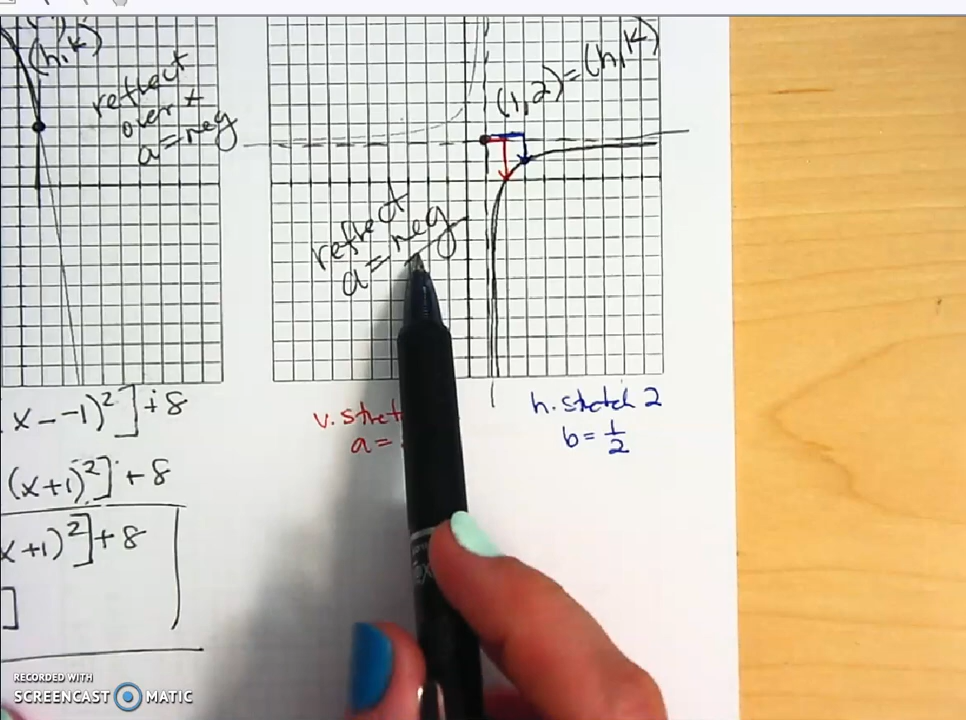 (h,k)
reflect
over x
a=neg
(1,2)=(h,k)
reflect
a=neg
x--1)²]+8
(x+1)²]+8
x+1)²]+8
]
v. stret
a=
h. stretch 2
b=1/2
RECORDED WITH
SCREENCAST MATIC